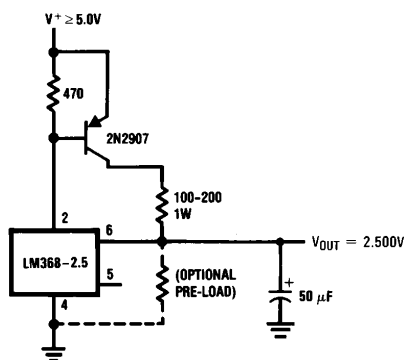 V⁺ ≥ 5.0V
470
2N2907
100-200
1W
2
6
LM368-2.5
5
4
(OPTIONAL
PRE-LOAD)
VOUT = 2.500V
+
50 μF